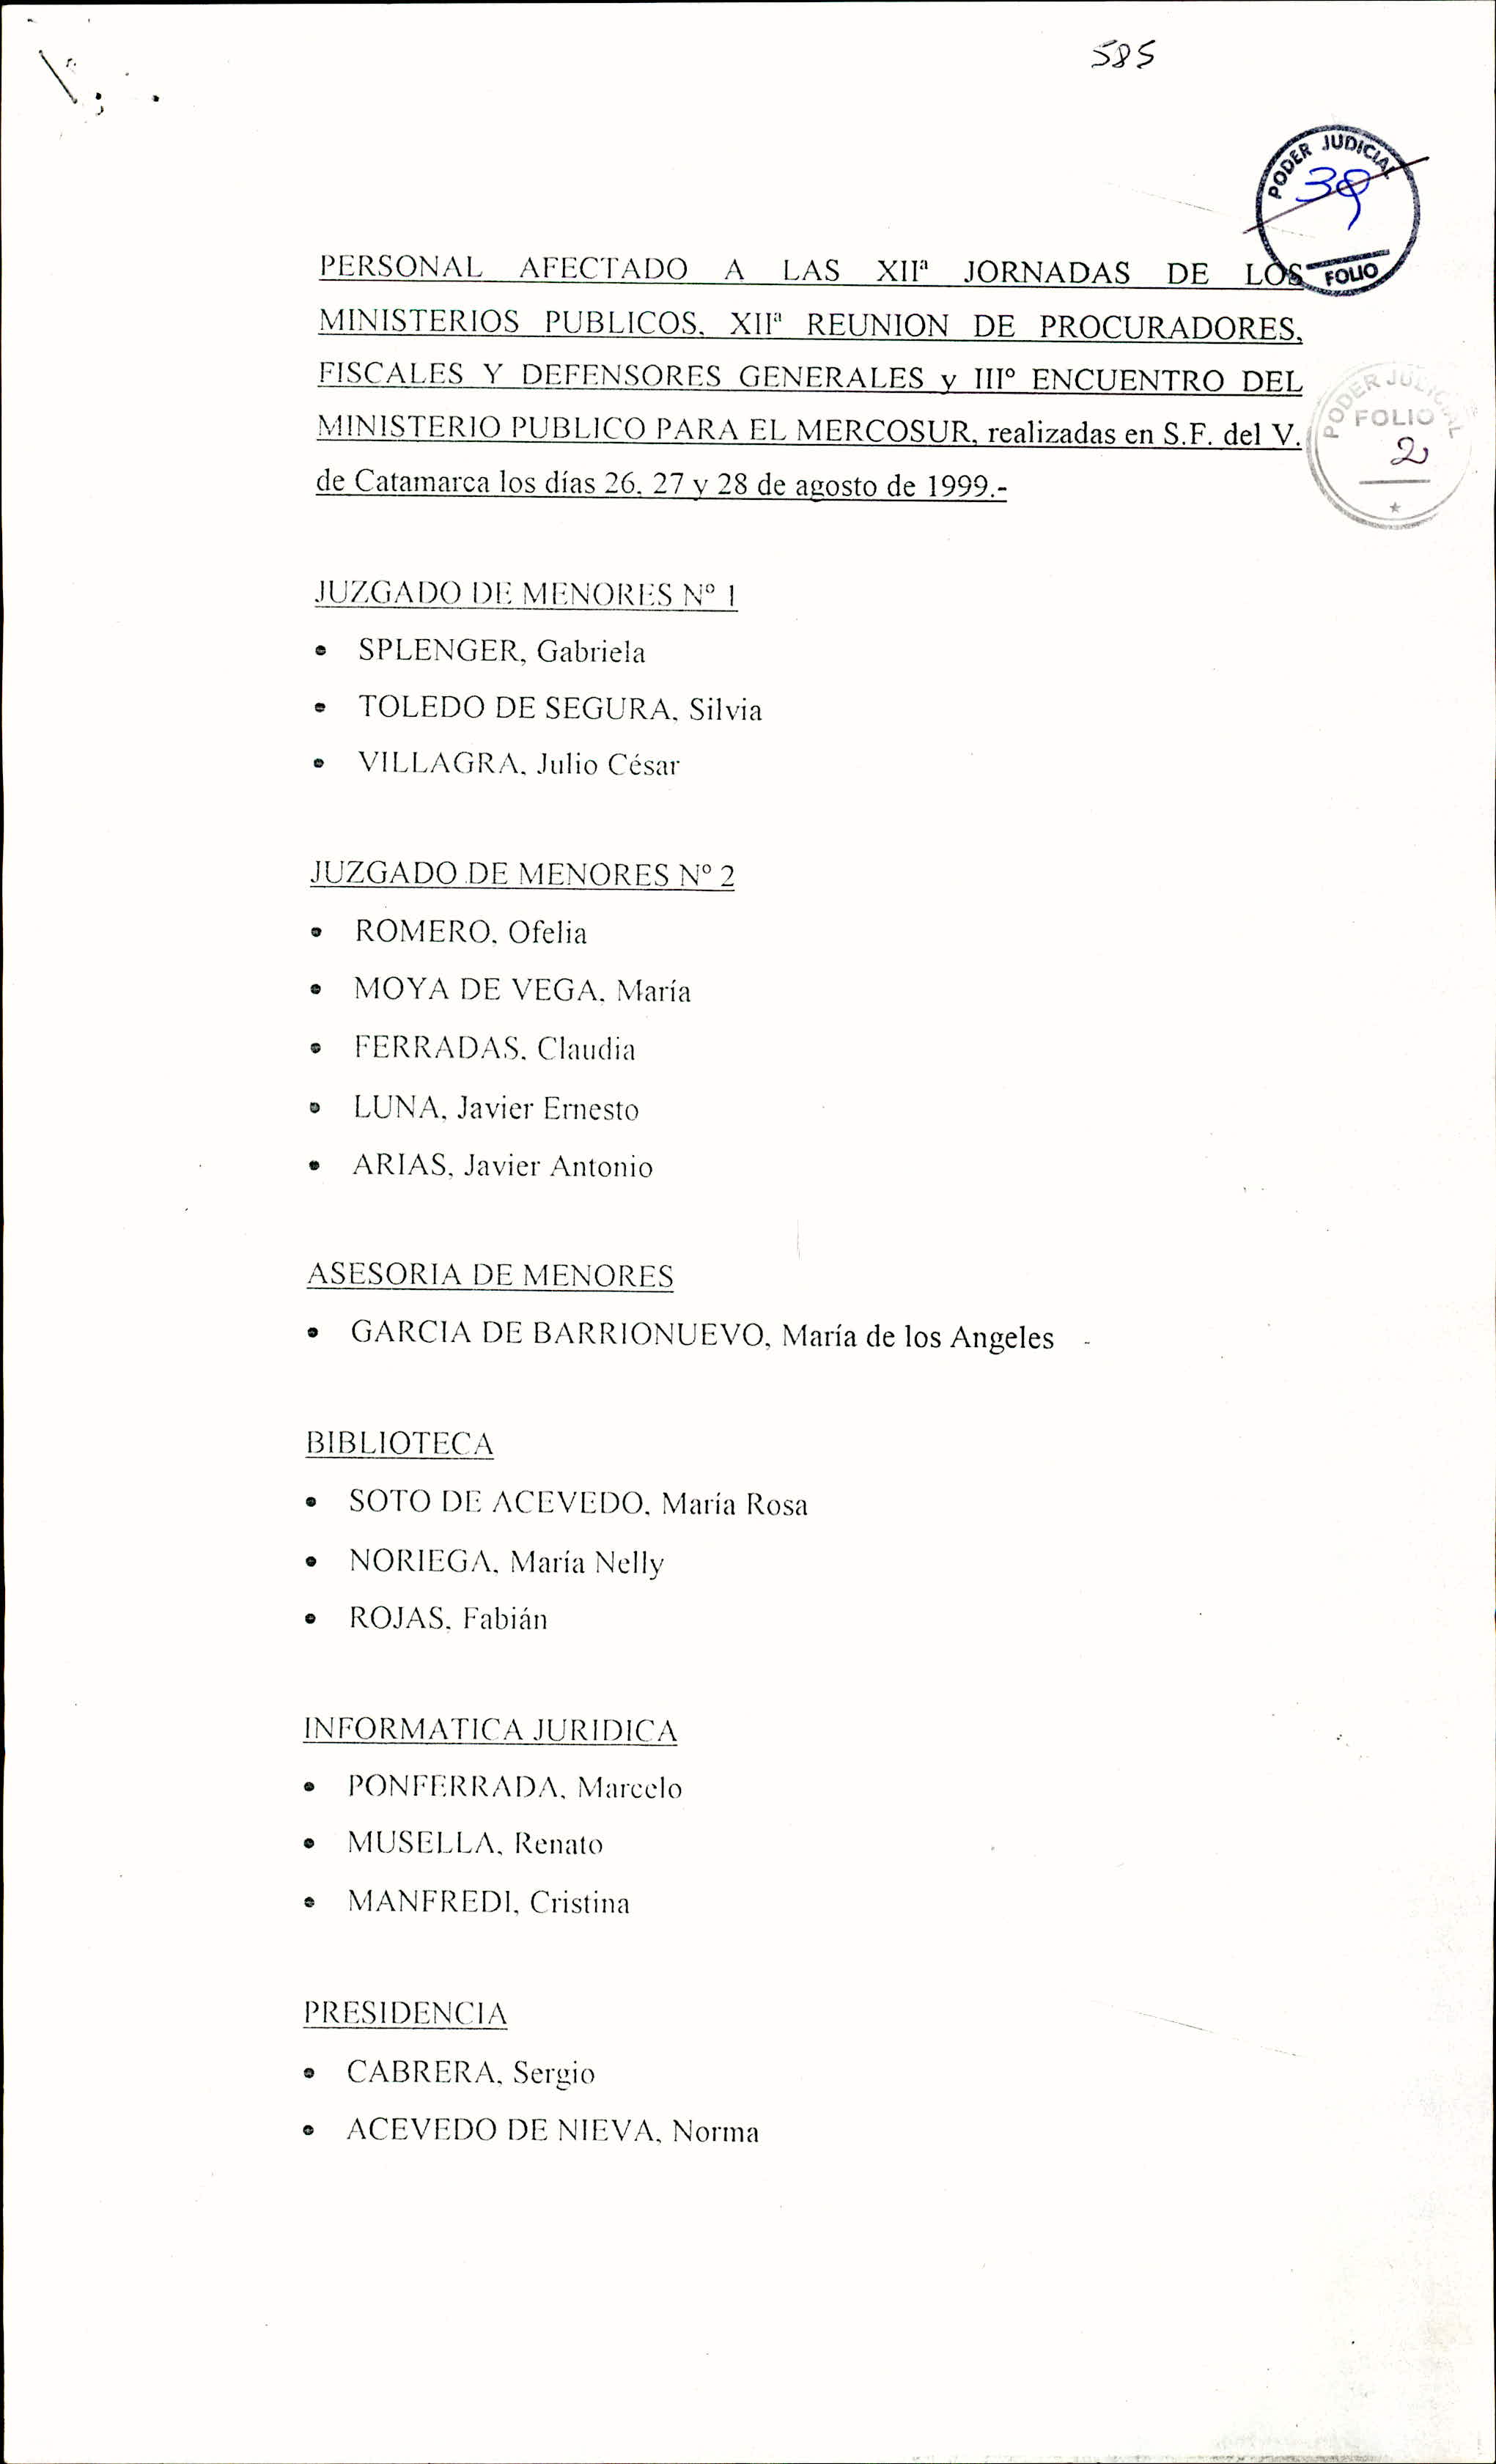 585
PODER JUDICIAL
39
FOLIO
PERSONAL AFECTADO A LAS XIIª JORNADAS DE LOS
MINISTERIOS PUBLICOS, XIIª REUNION DE PROCURADORES,
FISCALES Y DEFENSORES GENERALES y IIIº ENCUENTRO DEL
MINISTERIO PUBLICO PARA EL MERCOSUR, realizadas en S.F. del V.
de Catamarca los días 26, 27 y 28 de agosto de 1999.-
PODER JUDICIAL
FOLIO
2
JUZGADO DE MENORES Nº 1
• SPLENGER, Gabriela
• TOLEDO DE SEGURA, Silvia
• VILLAGRA, Julio César
JUZGADO DE MENORES Nº 2
• ROMERO, Ofelia
• MOYA DE VEGA, María
• FERRADAS, Claudia
• LUNA, Javier Ernesto
• ARIAS, Javier Antonio
ASESORIA DE MENORES
• GARCIA DE BARRIONUEVO, María de los Angeles -
BIBLIOTECA
• SOTO DE ACEVEDO, María Rosa
• NORIEGA, María Nelly
• ROJAS, Fabián
INFORMATICA JURIDICA
• PONFERRADA, Marcelo
• MUSELLA, Renato
• MANFREDI, Cristina
PRESIDENCIA
• CABRERA, Sergio
• ACEVEDO DE NIEVA, Norma